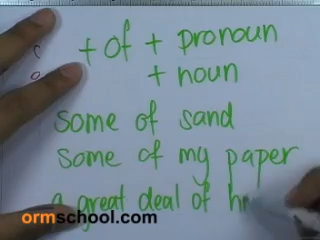 + of + pronoun
+ noun
some of sand
some of my paper
a great deal of
ormschool.com